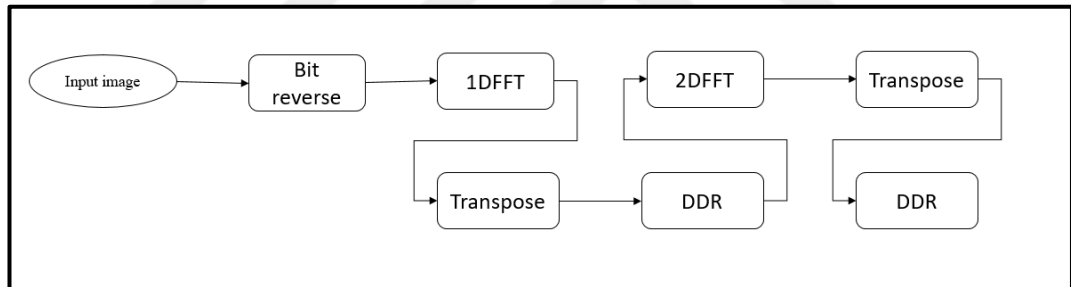 Input image
Bit
reverse
1DFFT
Transpose
DDR
2DFFT
Transpose
DDR